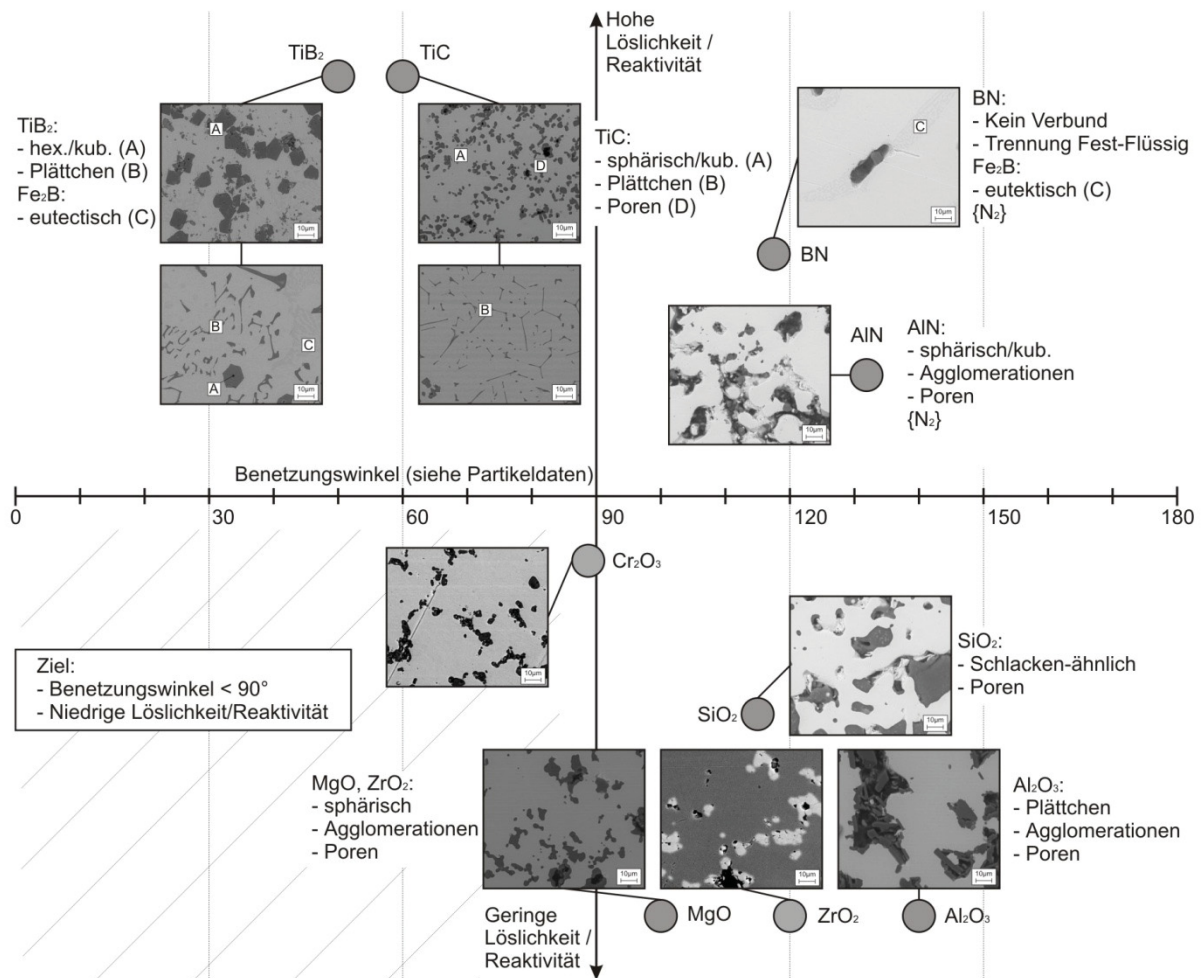 Hohe
Löslichkeit /
Reaktivität
TiB₂
TiC
TiB₂:
- hex./kub. (A)
- Plättchen (B)
Fe₂B:
- eutectisch (C)
A
10µm
B
C
A
10µm
A
D
10µm
B
10µm
TiC:
- sphärisch/kub. (A)
- Plättchen (B)
- Poren (D)
C
10µm
BN:
- Kein Verbund
- Trennung Fest-Flüssig
Fe₂B:
- eutektisch (C)
{N₂}
BN
10µm
AlN
AlN:
- sphärisch/kub.
- Agglomerationen
- Poren
{N₂}
Benetzungswinkel (siehe Partikeldaten)
0 30 60 90 120 150 180
10µm
Cr₂O₃
Ziel:
- Benetzungswinkel < 90°
- Niedrige Löslichkeit/Reaktivität
SiO₂
10µm
SiO₂:
- Schlacken-ähnlich
- Poren
MgO, ZrO₂:
- sphärisch
- Agglomerationen
- Poren
10µm
10µm
10µm
Al₂O₃:
- Plättchen
- Agglomerationen
- Poren
MgO
ZrO₂
Al₂O₃
Geringe
Löslichkeit /
Reaktivität